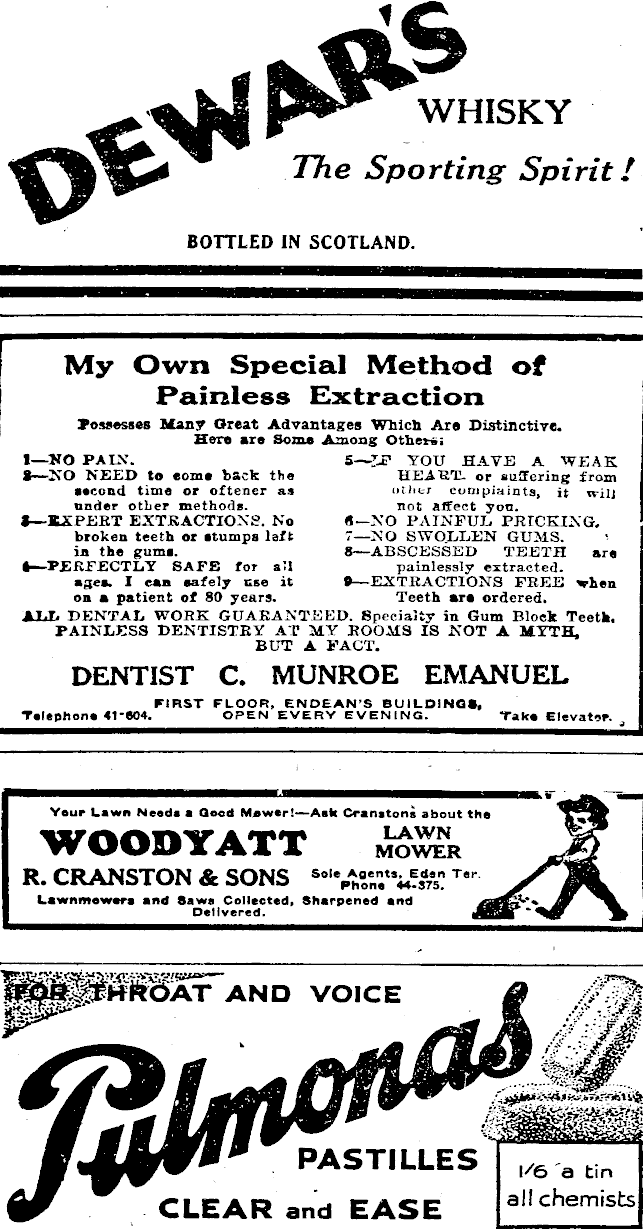 DEWAR'S
WHISKY
The Sporting Spirit!
BOTTLED IN SCOTLAND.
My Own Special Method of
Painless Extraction
Possesses Many Great Advantages Which Are Distinctive.
Here are Some Among Others:
1—NO PAIN.
2—NO NEED to come back the
second time or oftener as
under other methods.
3—EXPERT EXTRACTIONS. No
broken teeth or stumps left
in the gums.
4—PERFECTLY SAFE for all
ages. I can safely use it
on a patient of 80 years.
5—IF YOU HAVE A WEAK
HEART or suffering from
other complaints, it will
not affect you.
6—NO PAINFUL PRICKING.
7—NO SWOLLEN GUMS.
8—ABSCESSED TEETH are
painlessly extracted.
9—EXTRACTIONS FREE when
Teeth are ordered.
ALL DENTAL WORK GUARANTEED. Specialty in Gum Block Teeth.
PAINLESS DENTISTRY AT MY ROOMS IS NOT A MYTH,
BUT A FACT.
DENTIST C. MUNROE EMANUEL
FIRST FLOOR, ENDEAN'S BUILDINGS,
Telephone 41-604. OPEN EVERY EVENING. Take Elevator.
Your Lawn Needs a Good Mower!—Ask Cranstons about the
WOODYATT LAWN
MOWER
R. CRANSTON & SONS Sole Agents, Eden Ter.
Phone 44-375.
Lawnmowers and Saws Collected, Sharpened and
Delivered.
FOR THROAT AND VOICE
Pulmonas
PASTILLES
CLEAR and EASE
1/6 a tin
all chemists